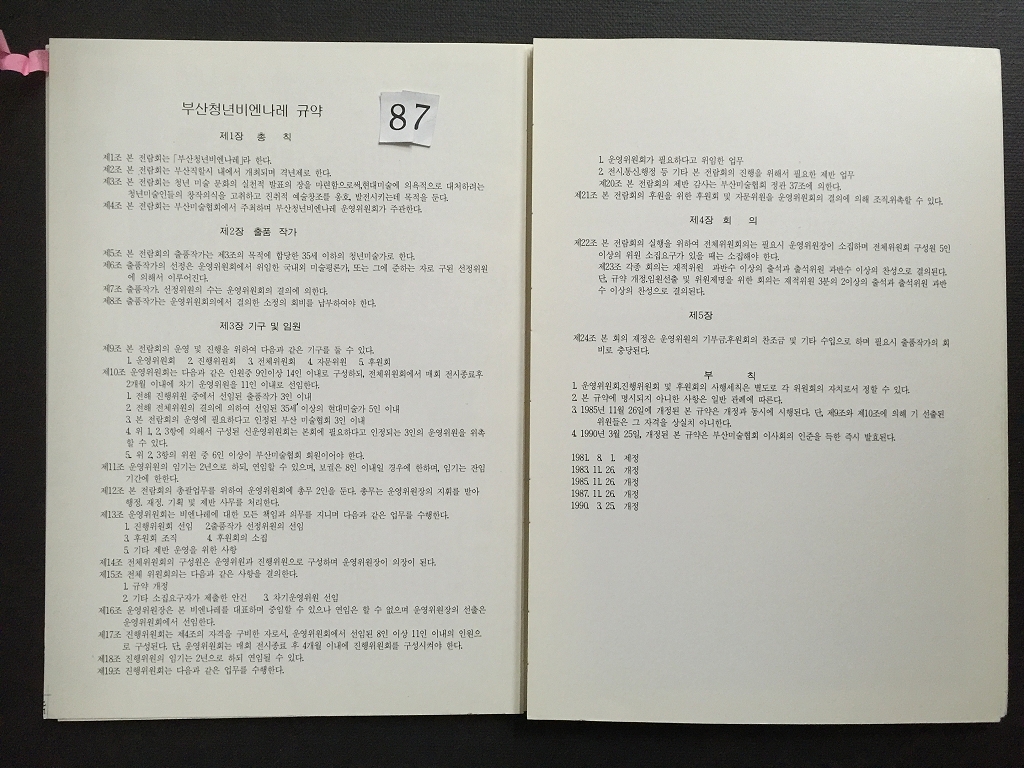 부산청년비엔나레 규약
87
제1장 총 칙
제1조 본 전람회는 「부산청년비엔나레」라 한다.
제2조 본 전람회는 부산직할시 내에서 개최되며 격년제로 한다.
제3조 본 전람회는 청년 미술 문화의 실천적 발표의 장을 마련함으로써,현대미술에 의욕적으로 대처하려는
청년미술인들의 창작의식을 고취하고 진취적 예술창조를 옹호, 발전시키는데 목적을 둔다.
제4조 본 전람회는 부산미술협회에서 주최하며 부산청년비엔나레 운영위원회가 주관한다.
제2장 출품 작가
제5조 본 전람회의 출품작가는 제3조의 목적에 합당한 35세 이하의 청년미술가로 한다.
제6조 출품작가의 선정은 운영위원회에서 위임한 국내외 미술평론가, 또는 그에 준하는 자로 구된 선정위원
에 의해서 이루어진다.
제7조 출품작가, 선정위원의 수는 운영위원회의 결의에 의한다.
제8조 출품작가는 운영위원회의에서 결의한 소정의 회비를 납부하여야 한다.
제3장 기구 및 임원
제9조 본 전람회의 운영 및 진행을 위하여 다음과 같은 기구를 둘 수 있다.
1. 운영위원회 2. 진행위원회 3. 전체위원회 4. 자문위원 5. 후원회
제10조 운영위원회는 다음과 같은 인원중 9인이상 14인 이내로 구성하되, 전체위원회에서 매회 전시종료후
2개월 이내에 차기 운영위원을 11인 이내로 선임한다.
1. 전해 진행위원 중에서 선임된 출품작가 3인 이내
2. 전해 전체위원의 결의에 의하여 선임된 35세 이상의 현대미술가 5인 이내
3. 본 전람회의 운영에 필요하다고 인정된 부산 미술협회 3인 이내
4. 위 1, 2, 3항에 의해서 구성된 신운영위원회는 본회에 필요하다고 인정되는 3인의 운영위원을 위촉
할 수 있다.
5. 위 2, 3항의 위원 중 6인 이상이 부산미술협회 회원이어야 한다.
제11조 운영위원의 임기는 2년으로 하되, 연임할 수 있으며, 보궐은 8인 이내일 경우에 한하며, 임기는 잔임
기간에 한한다.
제12조 본 전람회의 총괄업무를 위하여 운영위원회에 총무 2인을 둔다. 총무는 운영위원장의 지휘를 받아
행정, 재정, 기획 및 제반 사무를 처리한다.
제13조 운영위원회는 비엔나레에 대한 모든 책임과 의무를 지니며 다음과 같은 업무를 수행한다.
1. 진행위원회 선임 2.출품작가 선정위원의 선임
3. 후원회 조직 4. 후원회의 소집
5. 기타 제반 운영을 위한 사항
제14조 전체위원회의 구성원은 운영위원과 진행위원으로 구성하며 운영위원장이 의장이 된다.
제15조 전체 위원회의는 다음과 같은 사항을 결의한다.
1. 규약 개정
2. 기타 소집요구자가 제출한 안건 3. 차기운영위원 선임
제16조 운영위원장은 본 비엔나레를 대표하며 중임할 수 있으나 연임은 할 수 없으며 운영위원장의 선출은
운영위원회에서 선임한다.
제17조 진행위원회는 제4조의 자격을 구비한 자로서, 운영위원회에서 선임된 8인 이상 11인 이내의 인원으
로 구성된다. 단, 운영위원회는 매회 전시종료 후 4개월 이내에 진행위원회를 구성시켜야 한다.
제18조 진행위원의 임기는 2년으로 하되 연임될 수 있다.
제19조 진행위원회는 다음과 같은 업무를 수행한다.
1. 운영위원회가 필요하다고 위임한 업무
2. 전시,통신,행정 등 기타 본 전람회의 진행을 위해서 필요한 제반 업무
제20조 본 전람회의 제반 감사는 부산미술협회 정관 37조에 의한다.
제21조 본 전람회의 후원을 위한 후원회 및 자문위원을 운영위원회의 결의에 의해 조직,위촉할 수 있다.
제4장 회 의
제22조 본 전람회의 실행을 위하여 전체위원회의는 필요시 운영위원장이 소집하며 전체위원회 구성원 5인
이상의 위원 소집요구가 있을 때는 소집해야 한다.
제23조 각종 회의는 재적위원 과반수 이상의 출석과 출석위원 과반수 이상의 찬성으로 결의된다.
단, 규약 개정,임원선출 및 위원제명을 위한 회의는 재적위원 3분의 2이상의 출석과 출석위원 과반
수 이상의 찬성으로 결의된다.
제5장
제24조 본 회의 재정은 운영위원의 기부금,후원회의 찬조금 및 기타 수입으로 하며 필요시 출품작가의 회
비로 충당된다.
부 칙
1. 운영위원회,진행위원회 및 후원회의 시행세칙은 별도로 각 위원회의 자치로서 정할 수 있다.
2. 본 규약에 명시되지 아니한 사항은 일반 관례에 따른다.
3. 1985년 11월 26일에 개정된 본 규약은 개정과 동시에 시행된다. 단, 제9조와 제10조에 의해 기 선출된
위원들은 그 자격을 상실치 아니한다.
4. 1990년 3월 25일, 개정된 본 규약은 부산미술협회 이사회의 인준을 득한 즉시 발효된다.
1981. 8. 1. 제정
1983. 11. 26. 개정
1985. 11. 26. 개정
1987. 11. 26. 개정
1990. 3. 25. 개정